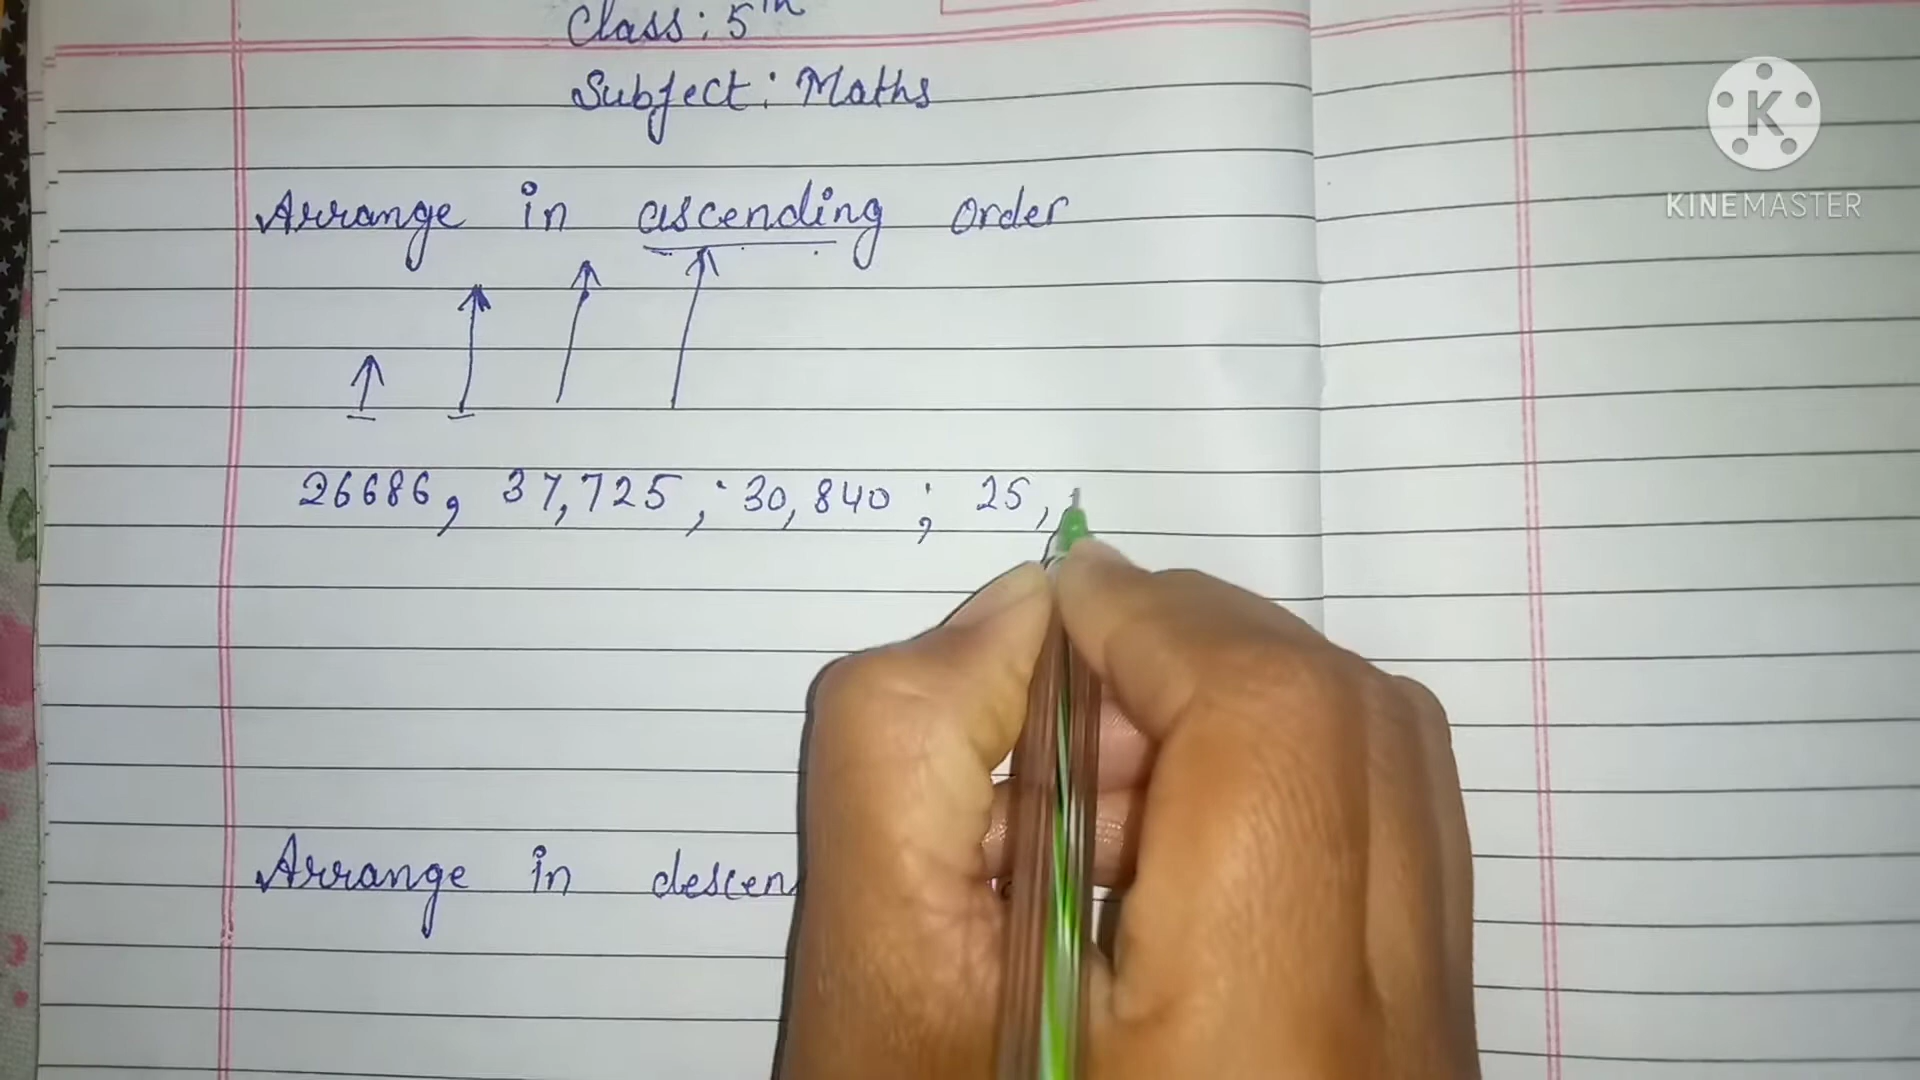 Class: 5th
Subject: Maths
K
KINEMASTER
Arrange in ascending order
26686, 37,725 ; 30,840 ; 25,
Arrange in descen